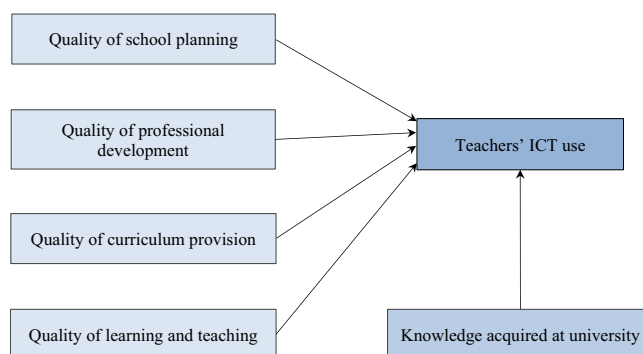 Quality of school planning
Quality of professional
development
Teachers' ICT use
Quality of curriculum provision
Quality of learning and teaching
Knowledge acquired at university